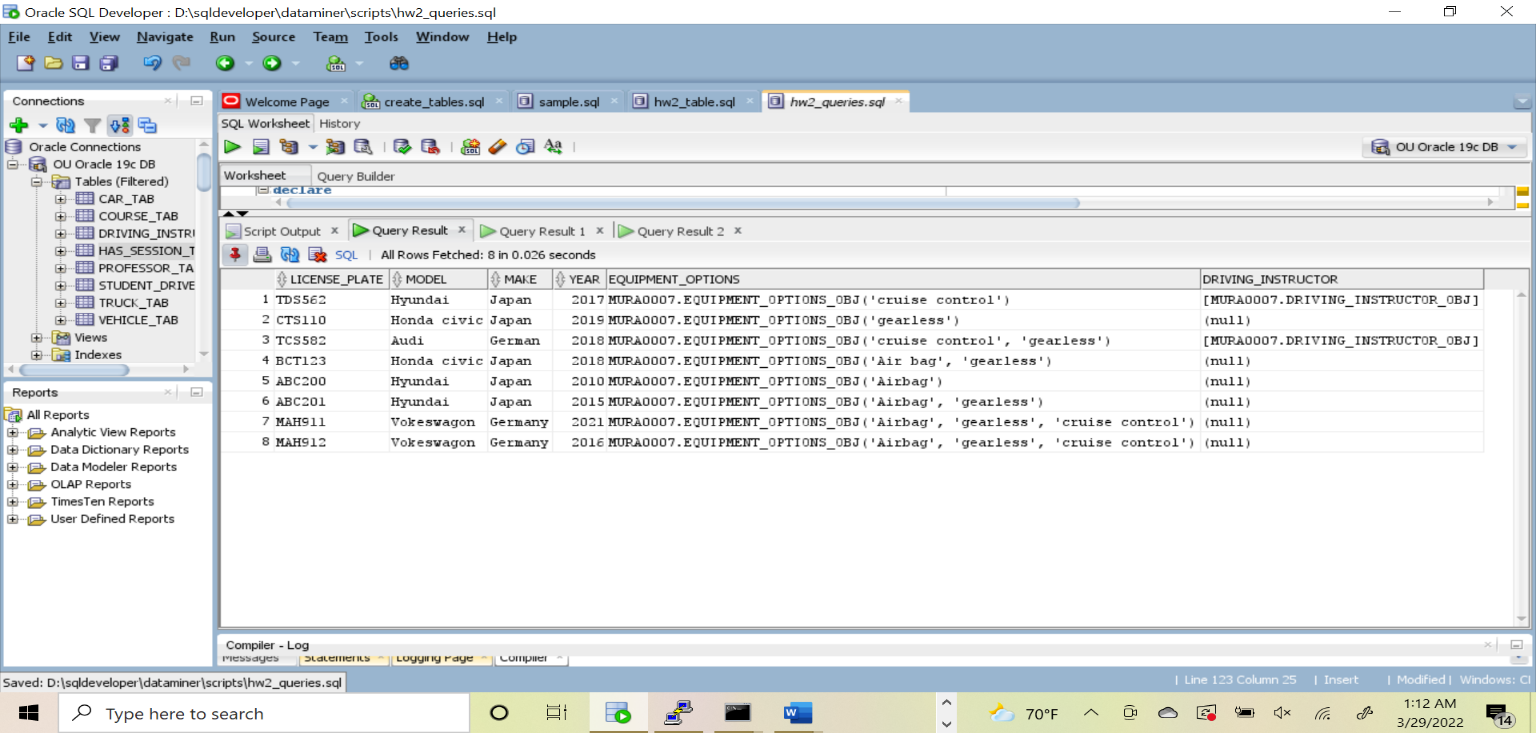 Oracle SQL Developer : D:\sqldeveloper\dataminer\scripts\hw2_queries.sql
File Edit View Navigate Run Source Team Tools Window Help
Connections
Oracle Connections
OU Oracle 19c DB
Tables (Filtered)
CAR_TAB
COURSE_TAB
DRIVING_INSTRU
HAS_SESSION_T
PROFESSOR_TA
STUDENT_DRIVE
TRUCK_TAB
VEHICLE_TAB
Views
Indexes
Reports
All Reports
Analytic View Reports
Data Dictionary Reports
Data Modeler Reports
OLAP Reports
TimesTen Reports
User Defined Reports
Welcome Page create_tables.sql sample.sql hw2_table.sql hw2_queries.sql
SQL Worksheet History
OU Oracle 19c DB
Worksheet Query Builder
declare
Script Output Query Result Query Result 1 Query Result 2
SQL All Rows Fetched: 8 in 0.026 seconds
LICENSE_PLATE MODEL MAKE YEAR EQUIPMENT_OPTIONS DRIVING_INSTRUCTOR
1 TDS562 Hyundai Japan 2017 MURA0007.EQUIPMENT_OPTIONS_OBJ('cruise control') [MURA0007.DRIVING_INSTRUCTOR_OBJ]
2 CTS110 Honda civic Japan 2019 MURA0007.EQUIPMENT_OPTIONS_OBJ('gearless') (null)
3 TCS582 Audi German 2018 MURA0007.EQUIPMENT_OPTIONS_OBJ('cruise control', 'gearless') [MURA0007.DRIVING_INSTRUCTOR_OBJ]
4 BCT123 Honda civic Japan 2018 MURA0007.EQUIPMENT_OPTIONS_OBJ('Air bag', 'gearless') (null)
5 ABC200 Hyundai Japan 2010 MURA0007.EQUIPMENT_OPTIONS_OBJ('Airbag') (null)
6 ABC201 Hyundai Japan 2015 MURA0007.EQUIPMENT_OPTIONS_OBJ('Airbag', 'gearless') (null)
7 MAH911 Vokeswagon Germany 2021 MURA0007.EQUIPMENT_OPTIONS_OBJ('Airbag', 'gearless', 'cruise control') (null)
8 MAH912 Vokeswagon Germany 2016 MURA0007.EQUIPMENT_OPTIONS_OBJ('Airbag', 'gearless', 'cruise control') (null)
Compiler - Log
Messages Statements Logging Page Compiler
Saved: D:\sqldeveloper\dataminer\scripts\hw2_queries.sql
Line 123 Column 25 Insert Modified Windows: Cl
Type here to search
70°F
1:12 AM
3/29/2022
14